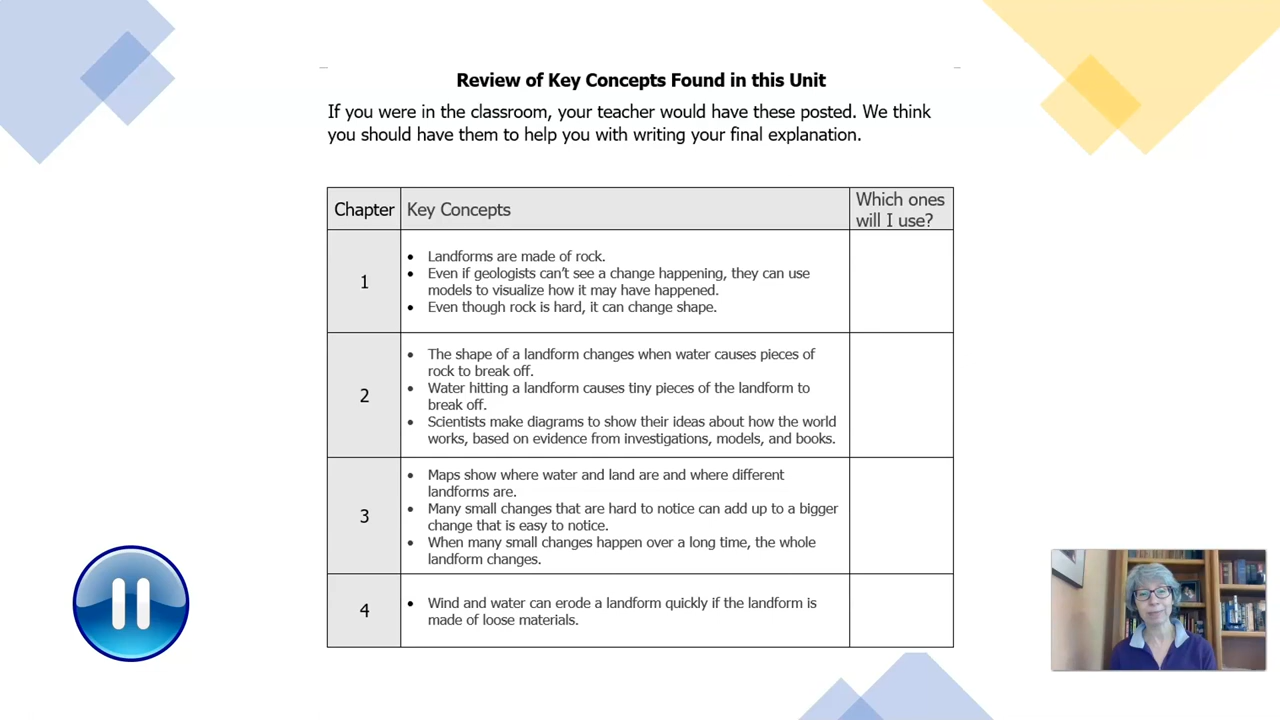 Review of Key Concepts Found in this Unit
If you were in the classroom, your teacher would have these posted. We think
you should have them to help you with writing your final explanation.
Chapter
Key Concepts
Which ones
will I use?
1
• Landforms are made of rock.
• Even if geologists can't see a change happening, they can use
models to visualize how it may have happened.
• Even though rock is hard, it can change shape.
2
• The shape of a landform changes when water causes pieces of
rock to break off.
• Water hitting a landform causes tiny pieces of the landform to
break off.
• Scientists make diagrams to show their ideas about how the world
works, based on evidence from investigations, models, and books.
3
• Maps show where water and land are and where different
landforms are.
• Many small changes that are hard to notice can add up to a bigger
change that is easy to notice.
• When many small changes happen over a long time, the whole
landform changes.
4
• Wind and water can erode a landform quickly if the landform is
made of loose materials.